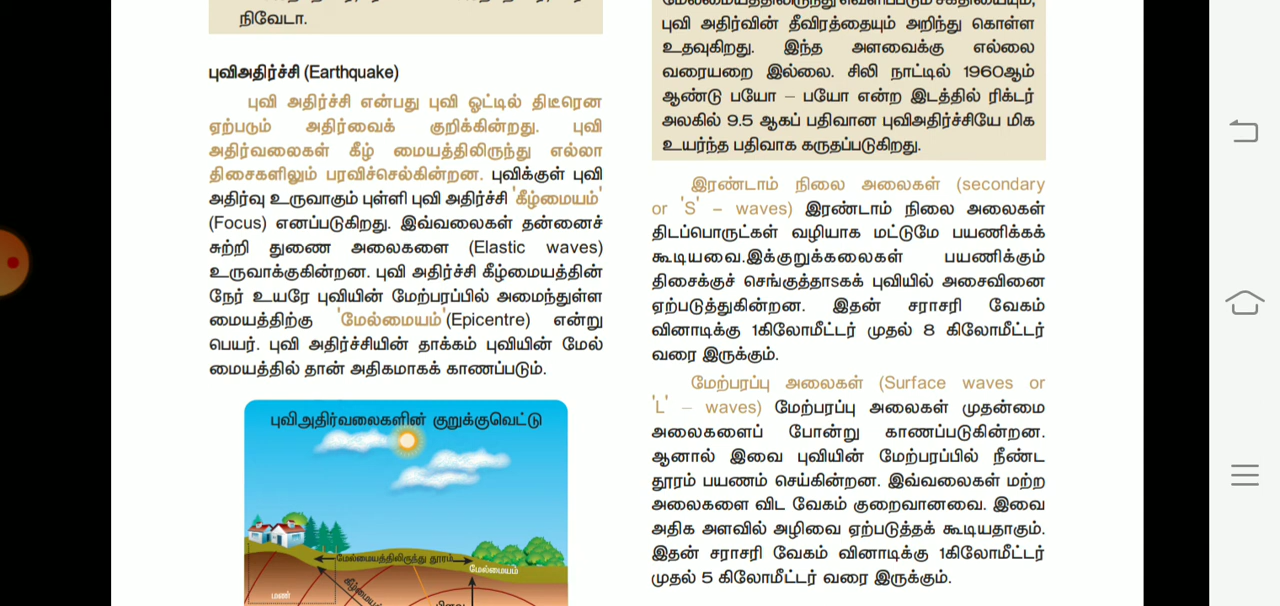 நிவேடா.
புவிஅதிர்ச்சி (Earthquake)
புவி அதிர்ச்சி என்பது புவி ஓட்டில் திடீரென
ஏற்படும் அதிர்வைக் குறிக்கின்றது. புவி
அதிர்வலைகள் கீழ் மையத்திலிருந்து எல்லா
திசைகளிலும் பரவிச்செல்கின்றன. புவிக்குள் புவி
அதிர்வு உருவாகும் புள்ளி புவி அதிர்ச்சி 'கீழ்மையம்'
(Focus) எனப்படுகிறது. இவ்வலைகள் தன்னைச்
சுற்றி துணை அலைகளை (Elastic waves)
உருவாக்குகின்றன. புவி அதிர்ச்சி கீழ்மையத்தின்
நேர் உயரே புவியின் மேற்பரப்பில் அமைந்துள்ள
மையத்திற்கு 'மேல்மையம்'(Epicentre) என்று
பெயர். புவி அதிர்ச்சியின் தாக்கம் புவியின் மேல்
மையத்தில் தான் அதிகமாகக் காணப்படும்.
புவிஅதிர்வலைகளின் குறுக்குவெட்டு
மேல்மையத்திலிருந்து தூரம்
மேல்மையம்
மண்
மேல்மையத்திலிருந்து வெளிப்படும் சக்தியையும்,
புவி அதிர்வின் தீவிரத்தையும் அறிந்து கொள்ள
உதவுகிறது. இந்த அளவைக்கு எல்லை
வரையறை இல்லை. சிலி நாட்டில் 1960ஆம்
ஆண்டு பயோ – பயோ என்ற இடத்தில் ரிக்டர்
அலகில் 9.5 ஆகப் பதிவான புவிஅதிர்ச்சியே மிக
உயர்ந்த பதிவாக கருதப்படுகிறது.
இரண்டாம் நிலை அலைகள் (secondary
or 'S' – waves) இரண்டாம் நிலை அலைகள்
திடப்பொருட்கள் வழியாக மட்டுமே பயணிக்கக்
கூடியவை.இக்குறுக்கலைகள் பயணிக்கும்
திசைக்குச் செங்குத்தாsகக் புவியில் அசைவினை
ஏற்படுத்துகின்றன. இதன் சராசரி வேகம்
வினாடிக்கு 1கிலோமீட்டர் முதல் 8 கிலோமீட்டர்
வரை இருக்கும்.
மேற்பரப்பு அலைகள் (Surface waves or
'L' – waves) மேற்பரப்பு அலைகள் முதன்மை
அலைகளைப் போன்று காணப்படுகின்றன.
ஆனால் இவை புவியின் மேற்பரப்பில் நீண்ட
தூரம் பயணம் செய்கின்றன. இவ்வலைகள் மற்ற
அலைகளை விட வேகம் குறைவானவை. இவை
அதிக அளவில் அழிவை ஏற்படுத்தக் கூடியதாகும்.
இதன் சராசரி வேகம் வினாடிக்கு 1கிலோமீட்டர்
முதல் 5 கிலோமீட்டர் வரை இருக்கும்.